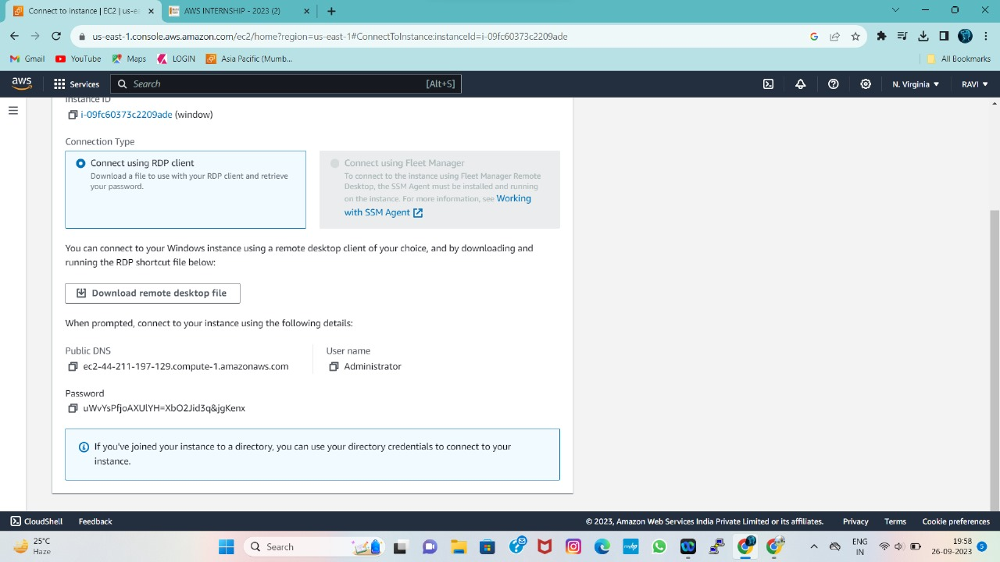 Connect to instance | EC2 | us-e
AWS INTERNSHIP - 2023 (2)
us-east-1.console.aws.amazon.com/ec2/home?region=us-east-1#ConnectToInstance:instanceId=i-09fc60373c2209ade
Gmail
YouTube
Maps
LOGIN
Asia Pacific (Mumb...
All Bookmarks
aws
Services
Search
[Alt+S]
N. Virginia
RAVI
Instance ID
i-09fc60373c2209ade (window)
Connection Type
Connect using RDP client
Download a file to use with your RDP client and retrieve
your password.
Connect using Fleet Manager
To connect to the instance using Fleet Manager Remote
Desktop, the SSM Agent must be installed and running
on the instance. For more information, see Working
with SSM Agent
You can connect to your Windows instance using a remote desktop client of your choice, and by downloading and
running the RDP shortcut file below:
Download remote desktop file
When prompted, connect to your instance using the following details:
Public DNS
ec2-44-211-197-129.compute-1.amazonaws.com
User name
Administrator
Password
uWvYsPfjoAXUlYH=XbO2Jid3q&jgKenx
If you've joined your instance to a directory, you can use your directory credentials to connect to your
instance.
CloudShell
Feedback
© 2023, Amazon Web Services India Private Limited or its affiliates.
Privacy
Terms
Cookie preferences
25°C
Haze
Search
ENG
IN
19:58
26-09-2023
5